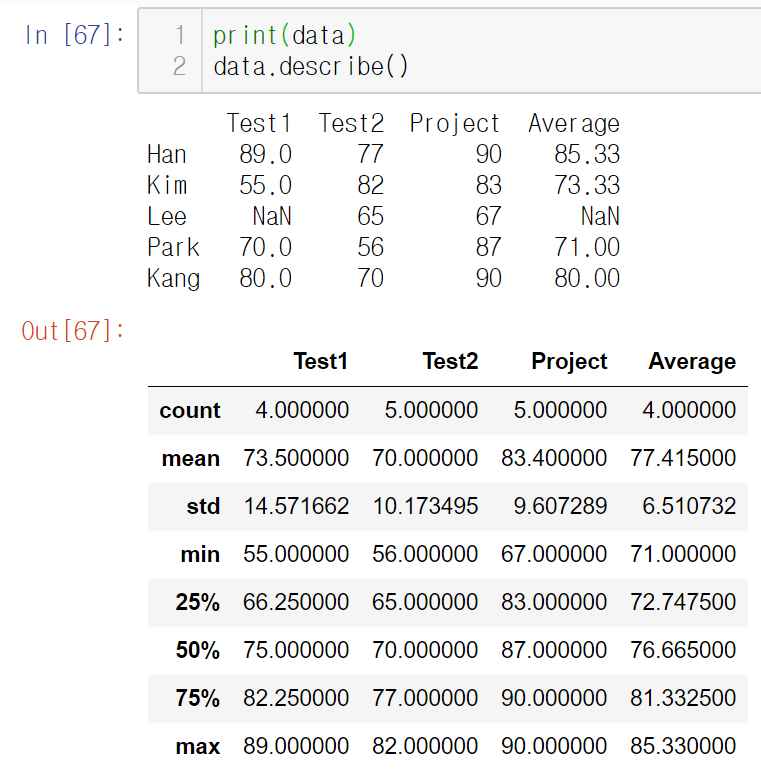 In [67]: 1 print(data)
2 data.describe()
Test1 Test2 Project Average
Han 89.0 77 90 85.33
Kim 55.0 82 83 73.33
Lee NaN 65 67 NaN
Park 70.0 56 87 71.00
Kang 80.0 70 90 80.00
Out[67]:
Test1 Test2 Project Average
count 4.000000 5.000000 5.000000 4.000000
mean 73.500000 70.000000 83.400000 77.415000
std 14.571662 10.173495 9.607289 6.510732
min 55.000000 56.000000 67.000000 71.000000
25% 66.250000 65.000000 83.000000 72.747500
50% 75.000000 70.000000 87.000000 76.665000
75% 82.250000 77.000000 90.000000 81.332500
max 89.000000 82.000000 90.000000 85.330000